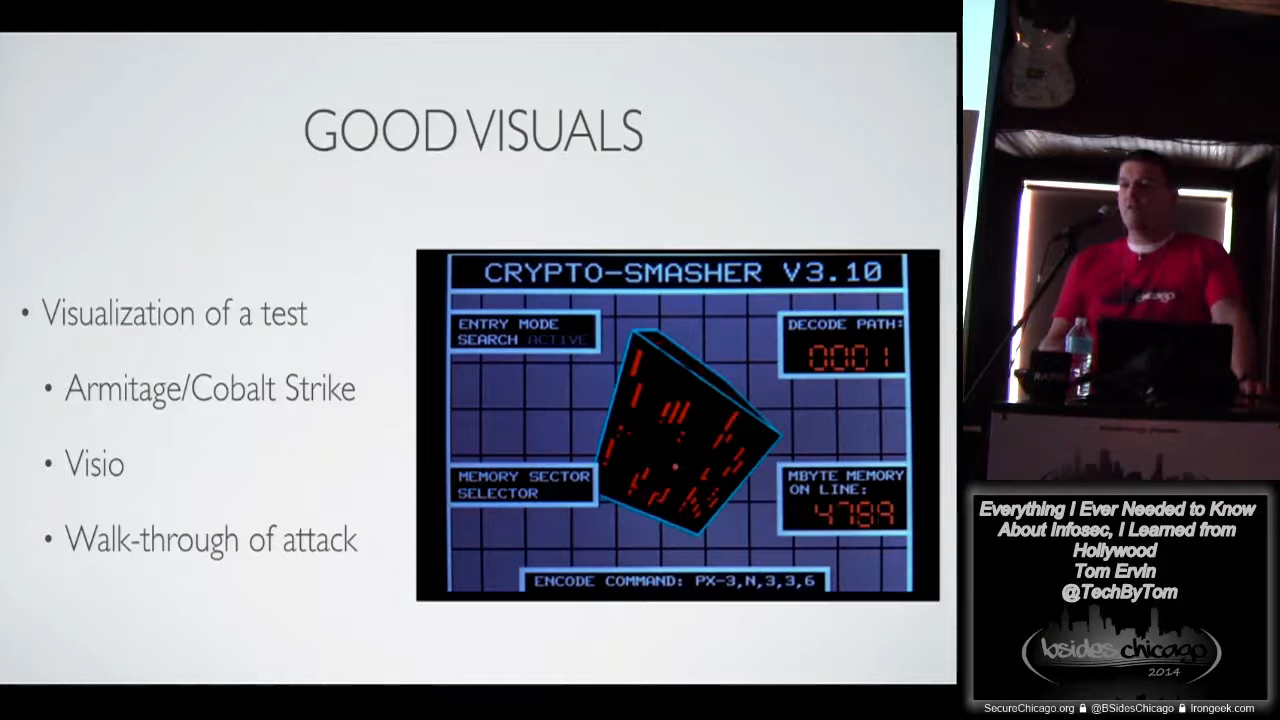 GOOD VISUALS
• Visualization of a test
• Armitage/Cobalt Strike
• Visio
• Walk-through of attack
CRYPTO-SMASHER V3.10
ENTRY MODE
SEARCH ACTIVE
DECODE PATH:
0001
MEMORY SECTOR
SELECTOR
MBYTE MEMORY
ON LINE:
4789
ENCODE COMMAND: PX-3,N,3,3,6
chicago
Everything I Ever Needed to Know
About Infosec, I Learned from
Hollywood
Tom Ervin
@TechByTom
bsides chicago
2014
SecureChicago.org @BSidesChicago Irongeek.com